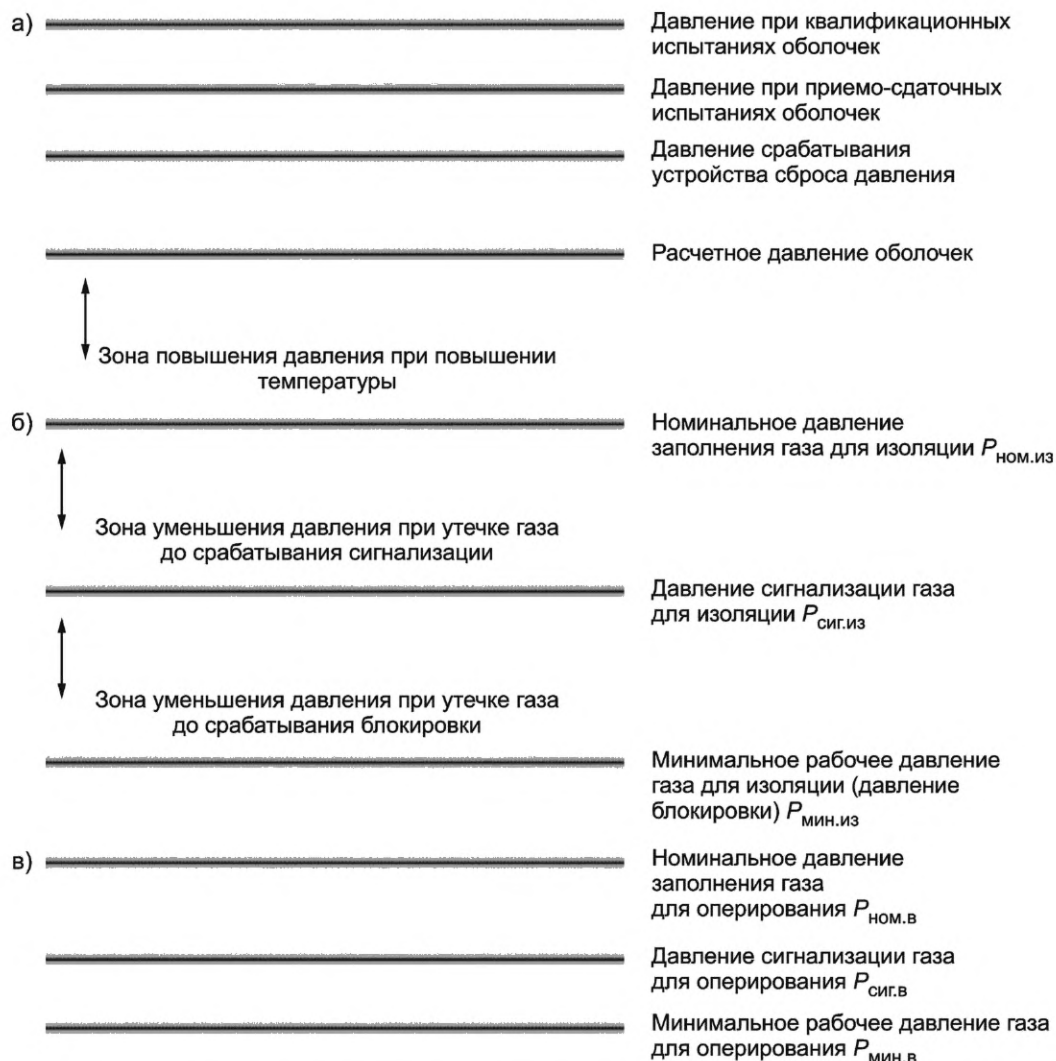 а)
Давление при квалификационных
испытаниях оболочек
Давление при приемо-сдаточных
испытаниях оболочек
Давление срабатывания
устройства сброса давления
Расчетное давление оболочек
Зона повышения давления при повышении
температуры
б)
Номинальное давление
заполнения газа для изоляции Pном.из
Зона уменьшения давления при утечке газа
до срабатывания сигнализации
Давление сигнализации газа
для изоляции Pсиг.из
Зона уменьшения давления при утечке газа
до срабатывания блокировки
Минимальное рабочее давление
газа для изоляции (давление
блокировки) Pмин.из
в)
Номинальное давление
заполнения газа
для оперирования Pном.в
Давление сигнализации газа
для оперирования Pсиг.в
Минимальное рабочее давление газа
для оперирования Pмин.в